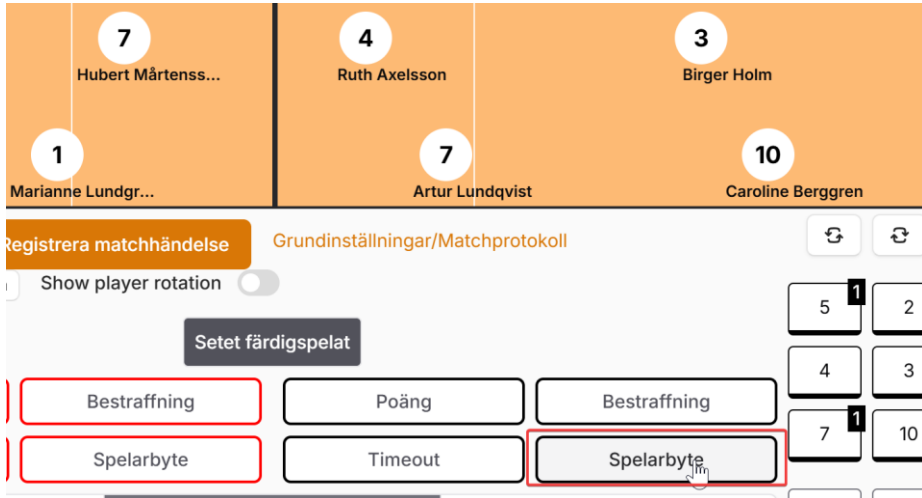 7
Hubert Mårtenss...
4
Ruth Axelsson
3
Birger Holm
1
Marianne Lundgr...
7
Artur Lundqvist
10
Caroline Berggren
Registrera matchhändelse
Grundinställningar/Matchprotokoll
Show player rotation
Setet färdigspelat
5
1
2
4
3
7
1
10
Bestraffning
Poäng
Bestraffning
Spelarbyte
Timeout
Spelarbyte